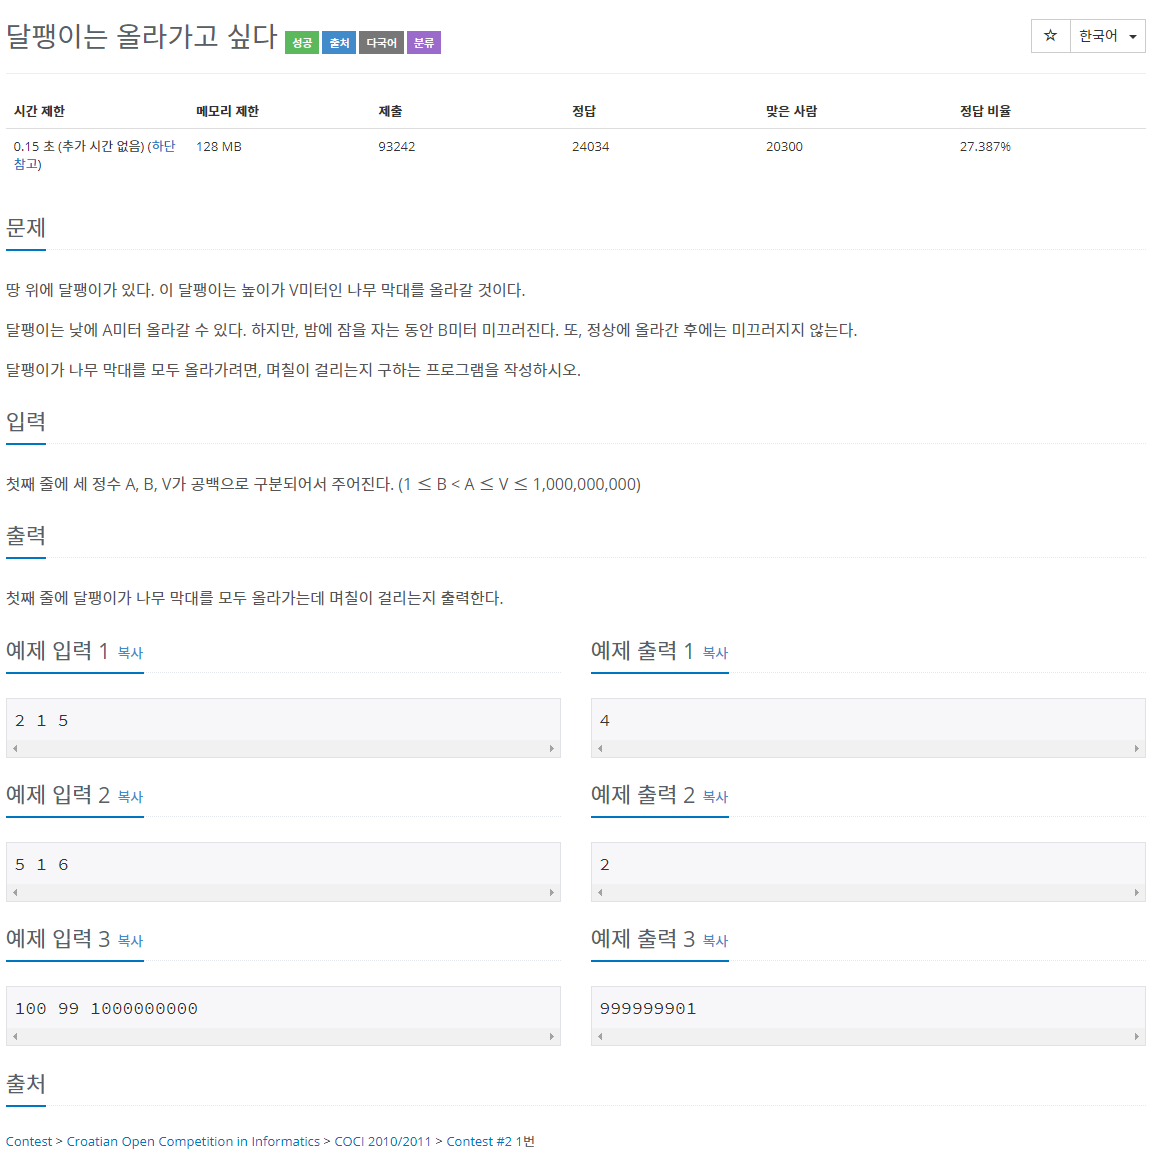 달팽이는 올라가고 싶다 성공 출처 다국어 분류
☆ 한국어
시간 제한 메모리 제한 제출 정답 맞은 사람 정답 비율
0.15 초 (추가 시간 없음) (하단 참고) 128 MB 93242 24034 20300 27.387%
문제
땅 위에 달팽이가 있다. 이 달팽이는 높이가 V미터인 나무 막대를 올라갈 것이다.
달팽이는 낮에 A미터 올라갈 수 있다. 하지만, 밤에 잠을 자는 동안 B미터 미끄러진다. 또, 정상에 올라간 후에는 미끄러지지 않는다.
달팽이가 나무 막대를 모두 올라가려면, 며칠이 걸리는지 구하는 프로그램을 작성하시오.
입력
첫째 줄에 세 정수 A, B, V가 공백으로 구분되어서 주어진다. (1 ≤ B < A ≤ V ≤ 1,000,000,000)
출력
첫째 줄에 달팽이가 나무 막대를 모두 올라가는데 며칠이 걸리는지 출력한다.
예제 입력 1 복사
2 1 5
예제 출력 1 복사
4
예제 입력 2 복사
5 1 6
예제 출력 2 복사
2
예제 입력 3 복사
100 99 1000000000
예제 출력 3 복사
999999901
출처
Contest > Croatian Open Competition in Informatics > COCI 2010/2011 > Contest #2 1번